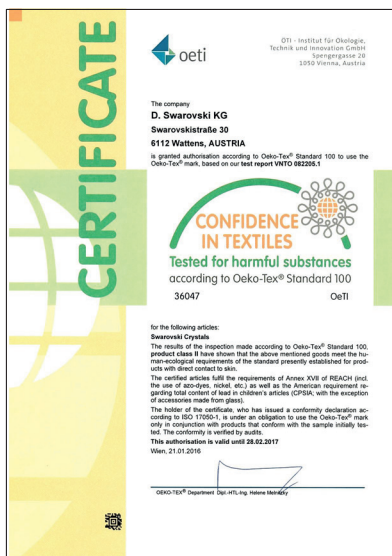 CERTIFICATE
oeti
OTI - Institut für Ökologie,
Technik und Innovation GmbH
Spengergasse 20
1050 Vienna, Austria
The company
D. Swarovski KG
Swarovskistraße 30
6112 Wattens, AUSTRIA
is granted authorisation according to Oeko-Tex® Standard 100 to use the
Oeko-Tex® mark, based on our test report VNTO 082205.1
CONFIDENCE
IN TEXTILES
Tested for harmful substances
according to Oeko-Tex® Standard 100
36047 OeTI
for the following articles:
Swarovski Crystals
The results of the inspection made according to Oeko-Tex® Standard 100,
product class II have shown that the above mentioned goods meet the hu-
man-ecological requirements of the standard presently established for prod-
ucts with direct contact to skin.
The certified articles fulfil the requirements of Annex XVII of REACH (incl.
the use of azo-dyes, nickel, etc.) as well as the American requirement re-
garding total content of lead in children's articles (CPSIA; with the exception
of accessories made from glass).
The holder of the certificate, who has issued a conformity declaration ac-
cording to ISO 17050-1, is under an obligation to use the Oeko-Tex® mark
only in conjunction with products that conform with the sample initially tes-
ted. The conformity is verified by audits.
This authorisation is valid until 28.02.2017
Wien, 21.01.2016
OEKO-TEX® Department Dipl.-HTL-Ing. Helene Melnitzky